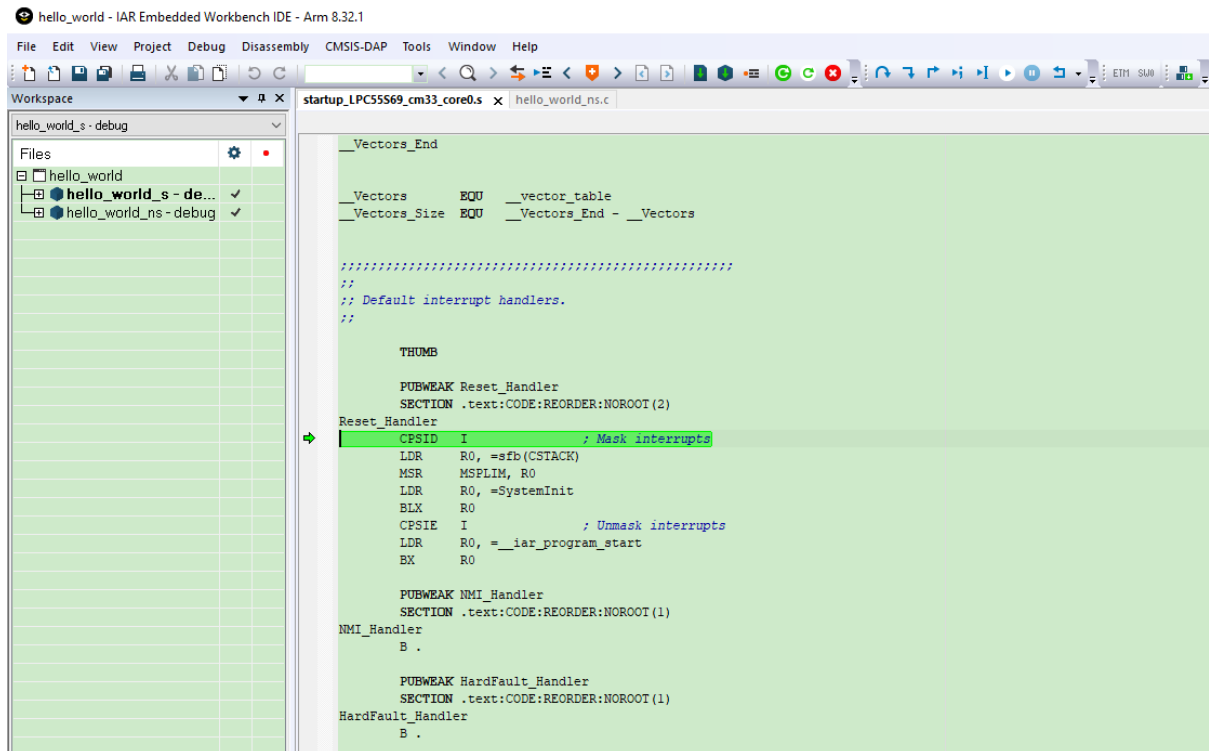 hello_world - IAR Embedded Workbench IDE - Arm 8.32.1
File Edit View Project Debug Disassembly CMSIS-DAP Tools Window Help
ETM SWO
Workspace
hello_world_s - debug
Files
hello_world
hello_world_s - de...
hello_world_ns - debug
startup_LPC55S69_cm33_core0.s hello_world_ns.c
__Vectors_End
__Vectors EQU __vector_table
__Vectors_Size EQU __Vectors_End - __Vectors
;;;;;;;;;;;;;;;;;;;;;;;;;;;;;;;;;;;;;;;;;;;;;;;;;;;;
;;
;; Default interrupt handlers.
;;
THUMB
PUBWEAK Reset_Handler
SECTION .text:CODE:REORDER:NOROOT(2)
Reset_Handler
CPSID I ; Mask interrupts
LDR R0, =sfb(CSTACK)
MSR MSPLIM, R0
LDR R0, =SystemInit
BLX R0
CPSIE I ; Unmask interrupts
LDR R0, =__iar_program_start
BX R0
PUBWEAK NMI_Handler
SECTION .text:CODE:REORDER:NOROOT(1)
NMI_Handler
B .
PUBWEAK HardFault_Handler
SECTION .text:CODE:REORDER:NOROOT(1)
HardFault_Handler
B .